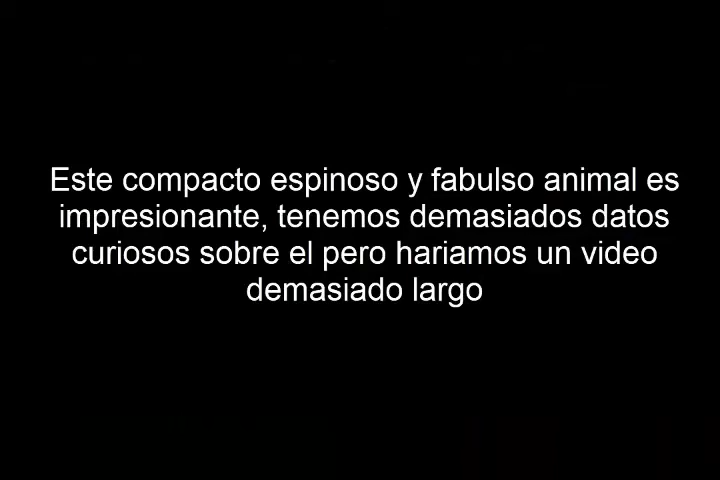 Este compacto espinoso y fabulso animal es
impresionante, tenemos demasiados datos
curiosos sobre el pero hariamos un video
demasiado largo